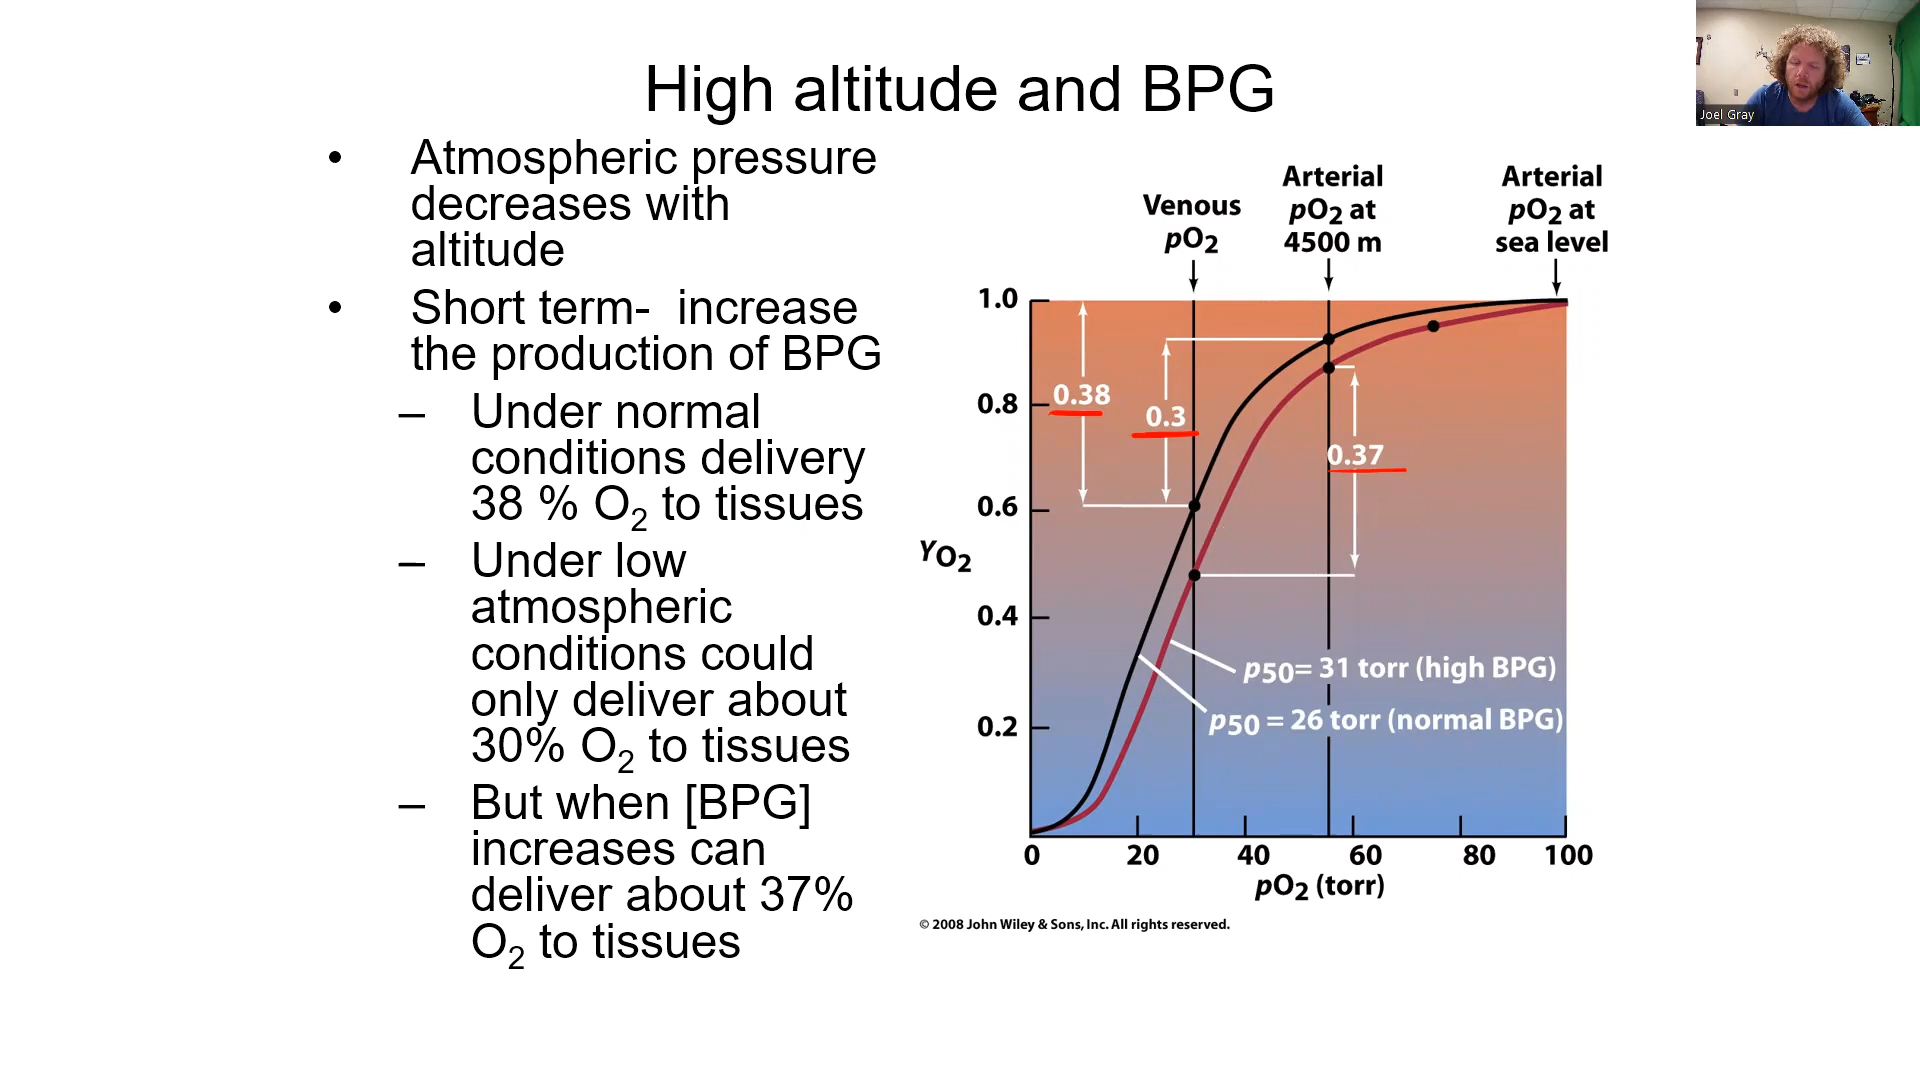 High altitude and BPG
• Atmospheric pressure
decreases with
altitude
• Short term-  increase
the production of BPG
– Under normal
conditions delivery
38 % O2 to tissues
– Under low
atmospheric
conditions could
only deliver about
30% O2 to tissues
– But when [BPG]
increases can
deliver about 37%
O2 to tissues
Venous
pO2
Arterial
pO2 at
4500 m
Arterial
pO2 at
sea level
1.0
0.8
0.6
0.4
0.2
YO2
0.38
0.3
0.37
p50= 31 torr (high BPG)
p50 = 26 torr (normal BPG)
0 20 40 60 80 100
pO2 (torr)
© 2008 John Wiley & Sons, Inc. All rights reserved.
Joel Gray